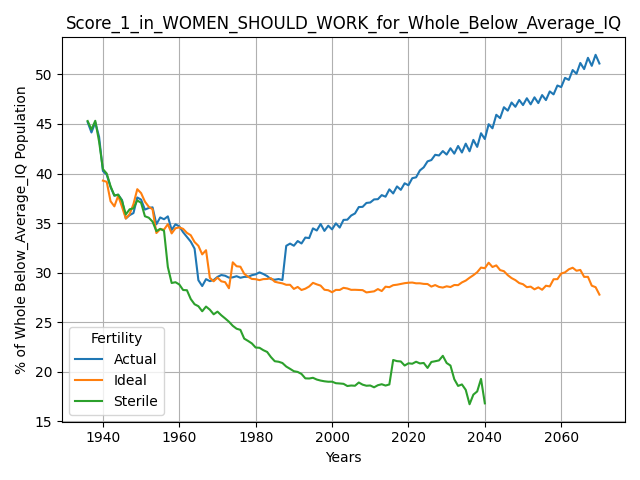 Score_1_in_WOMEN_SHOULD_WORK_for_Whole_Below_Average_IQ
% of Whole Below_Average_IQ Population
50
45
40
35
30
25
20
15
Fertility
Actual
Ideal
Sterile
1940 1960 1980 2000 2020 2040 2060
Years